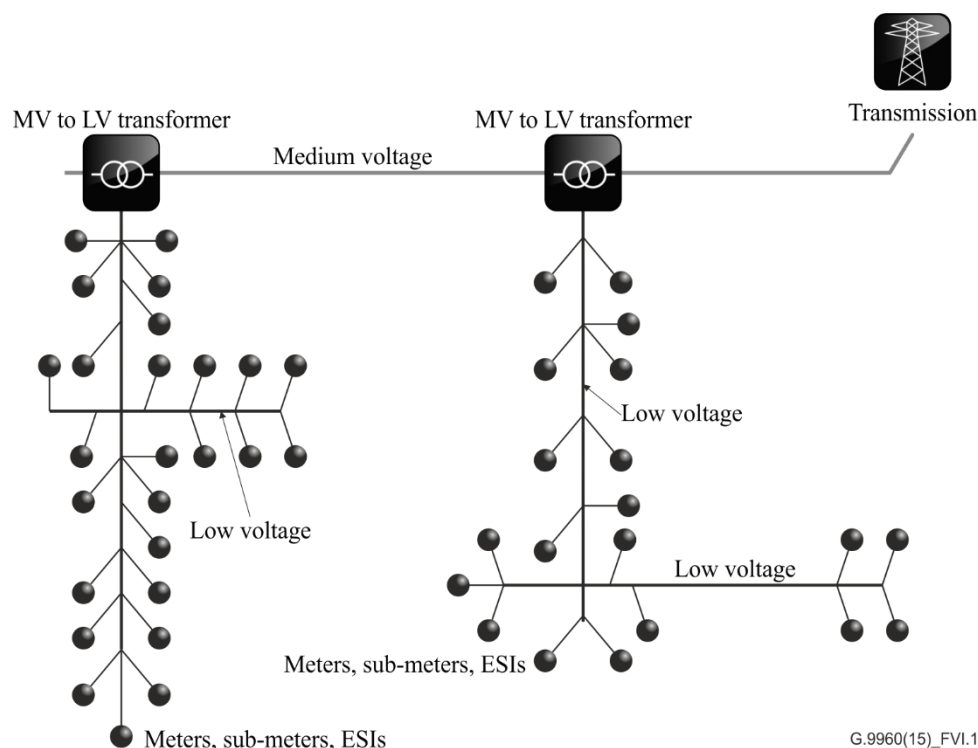 Transmission
MV to LV transformer
MV to LV transformer
Medium voltage
Low voltage
Low voltage
Low voltage
Meters, sub-meters, ESIs
Meters, sub-meters, ESIs
G.9960(15)_FVI.1